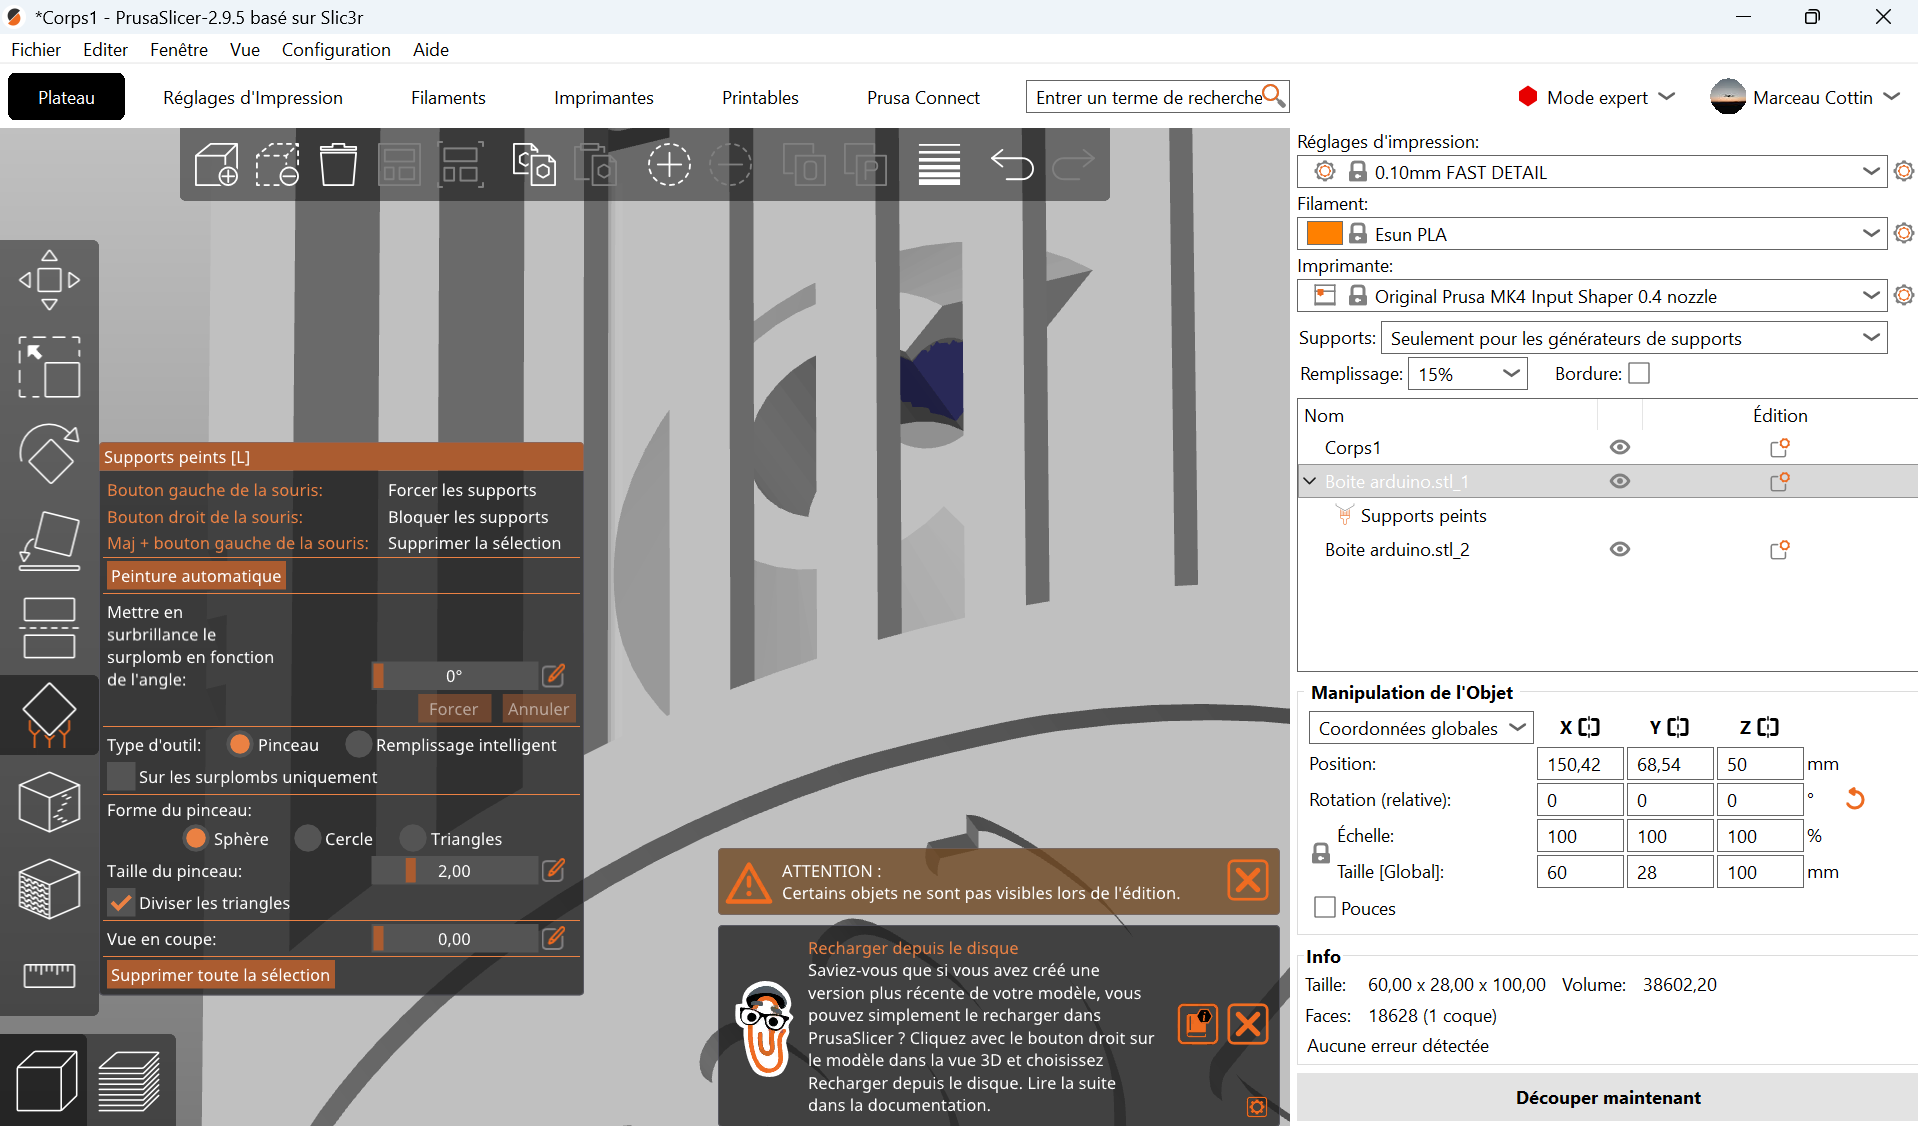 *Corps1 - PrusaSlicer-2.9.5 basé sur Slic3r
Fichier Editer Fenêtre Vue Configuration Aide
Plateau Réglages d'Impression Filaments Imprimantes Printables Prusa Connect Entrer un terme de recherche Mode expert Marceau Cottin
Réglages d'impression:
0.10mm FAST DETAIL
Filament:
Esun PLA
Imprimante:
Original Prusa MK4 Input Shaper 0.4 nozzle
Supports: Seulement pour les générateurs de supports
Remplissage: 15% Bordure:
Nom Édition
Corps1
Boite arduino.stl_1
Supports peints
Boite arduino.stl_2
Supports peints [L]
Bouton gauche de la souris: Forcer les supports
Bouton droit de la souris: Bloquer les supports
Maj + bouton gauche de la souris: Supprimer la sélection
Peinture automatique
Mettre en
surbrillance le
surplomb en fonction
de l'angle: 0°
Forcer Annuler
Type d'outil: Pinceau Remplissage intelligent
Sur les surplombs uniquement
Forme du pinceau:
Sphère Cercle Triangles
Taille du pinceau: 2,00
Diviser les triangles
Vue en coupe: 0,00
Supprimer toute la sélection
ATTENTION :
Certains objets ne sont pas visibles lors de l'édition.
Recharger depuis le disque
Saviez-vous que si vous avez créé une
version plus récente de votre modèle, vous
pouvez simplement le recharger dans
PrusaSlicer ? Cliquez avec le bouton droit sur
le modèle dans la vue 3D et choisissez
Recharger depuis le disque. Lire la suite
dans la documentation.
Manipulation de l'Objet
Coordonnées globales X Y Z
Position: 150,42 68,54 50 mm
Rotation (relative): 0 0 0 °
Échelle: 100 100 100 %
Taille [Global]: 60 28 100 mm
Pouces
Info
Taille: 60,00 x 28,00 x 100,00 Volume: 38602,20
Faces: 18628 (1 coque)
Aucune erreur détectée
Découper maintenant